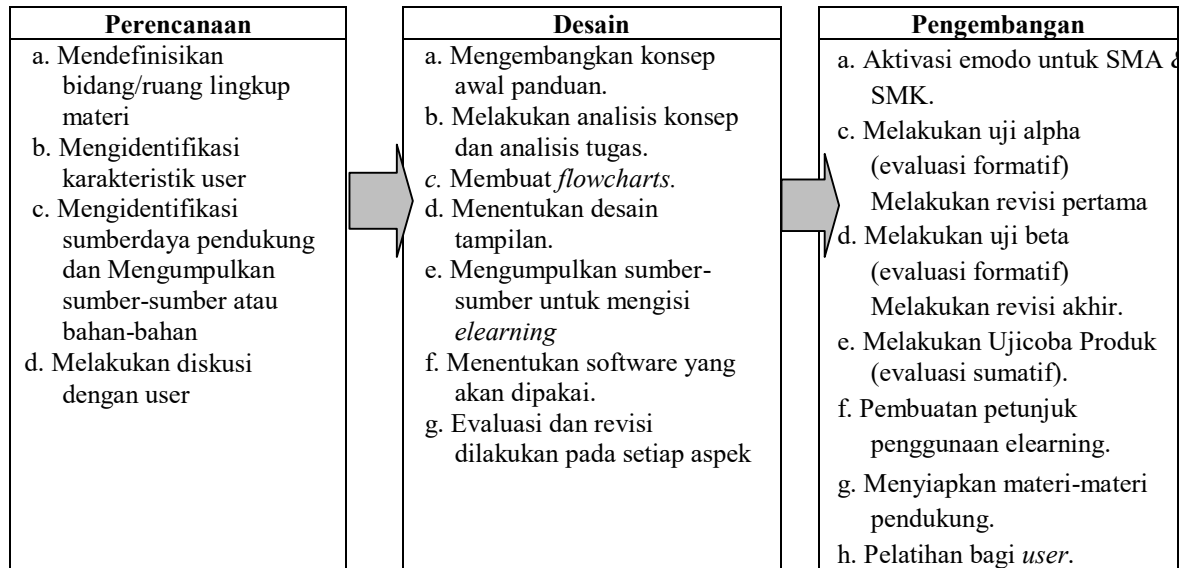 Perencanaan
a. Mendefinisikan
bidang/ruang lingkup
materi
b. Mengidentifikasi
karakteristik user
c. Mengidentifikasi
sumberdaya pendukung
dan Mengumpulkan
sumber-sumber atau
bahan-bahan
d. Melakukan diskusi
dengan user
Desain
a. Mengembangkan konsep
awal panduan.
b. Melakukan analisis konsep
dan analisis tugas.
c. Membuat flowcharts.
d. Menentukan desain
tampilan.
e. Mengumpulkan sumber-
sumber untuk mengisi
elearning
f. Menentukan software yang
akan dipakai.
g. Evaluasi dan revisi
dilakukan pada setiap aspek
Pengembangan
a. Aktivasi emodo untuk SMA &
SMK.
c. Melakukan uji alpha
(evaluasi formatif)
Melakukan revisi pertama
d. Melakukan uji beta
(evaluasi formatif)
Melakukan revisi akhir.
e. Melakukan Ujicoba Produk
(evaluasi sumatif).
f. Pembuatan petunjuk
penggunaan elearning.
g. Menyiapkan materi-materi
pendukung.
h. Pelatihan bagi user.